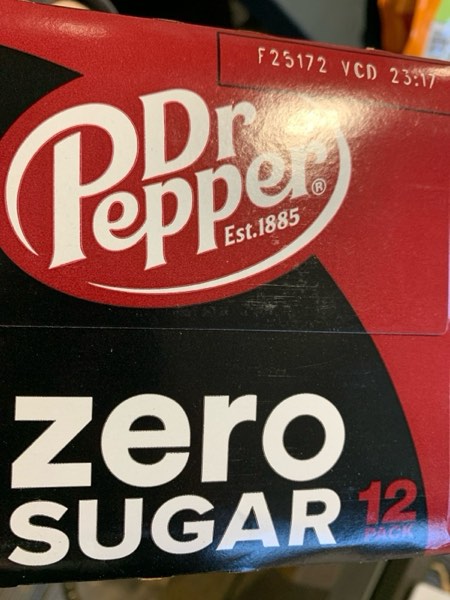 F25172 VCD 23:17
Dr
Pepper®
Est.1885
zero
SUGAR
12
PACK